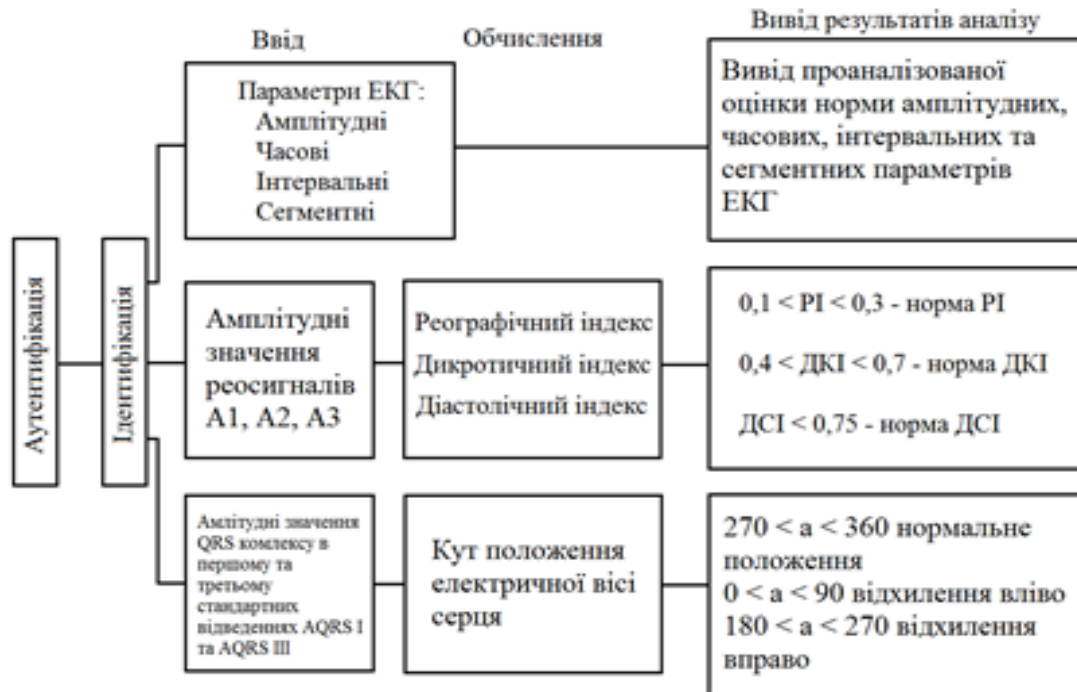 Ввід
Обчислення
Вивід результатів аналізу
Параметри ЕКГ:
Амплітудні
Часові
Інтервальні
Сегментні
Вивід проаналізованої
оцінки норми амплітудних,
часових, інтервальних та
сегментних параметрів
ЕКГ
Аутентифікація
Ідентифікація
Амплітудні
значення
реосигналів
А1, А2, А3
Реографічний індекс
Дикротичний індекс
Діастолічний індекс
0,1 < РІ < 0,3 - норма РІ
0,4 < ДКІ < 0,7 - норма ДКІ
ДСІ < 0,75 - норма ДСІ
Амлітудні значення
QRS комлексу в
першому та
третьому
стандартних
відведеннях AQRS I
та AQRS III
Кут положення
електричної вісі
серця
270 < a < 360 нормальне
положення
0 < a < 90 відхилення вліво
180 < a < 270 відхилення
вправо